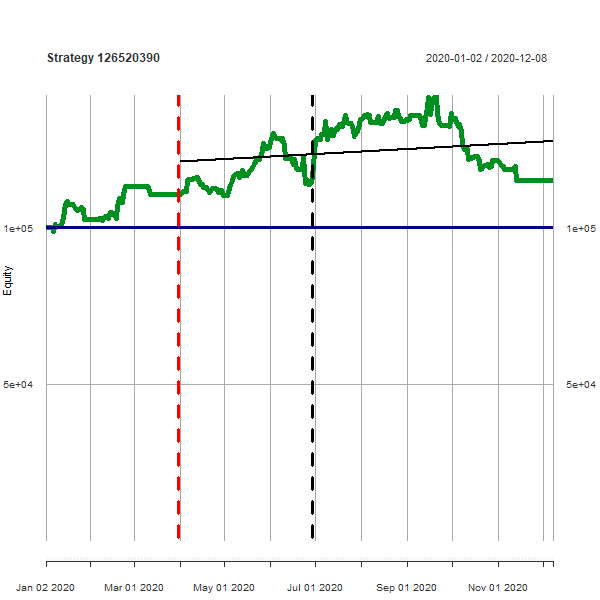 Strategy 126520390
2020-01-02 / 2020-12-08
1e+05
1e+05
Equity
5e+04
5e+04
Jan 02 2020
Mar 01 2020
May 01 2020
Jul 01 2020
Sep 01 2020
Nov 01 2020